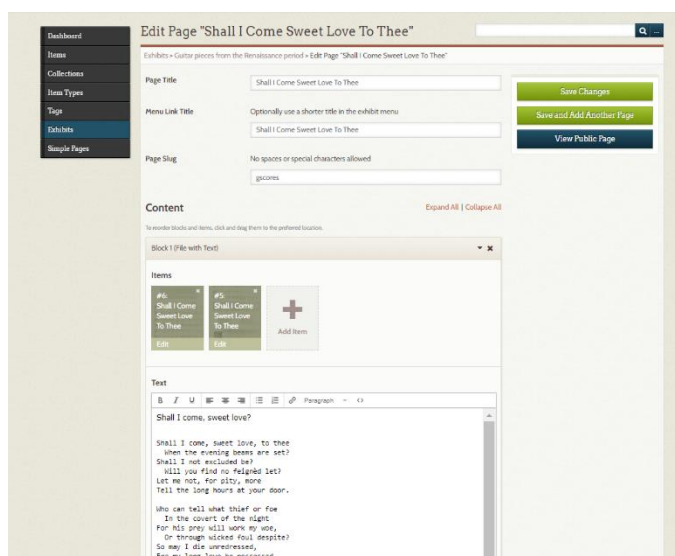 Dashboard
Items
Collections
Item Types
Tags
Exhibits
Simple Pages
Edit Page "Shall I Come Sweet Love To Thee"
...
Exhibits > Guitar pieces from the Renaissance period > Edit Page "Shall I Come Sweet Love To Thee"
Page Title
Shall I Come Sweet Love To Thee
Menu Link Title
Optionally use a shorter title in the exhibit menu
Shall I Come Sweet Love To Thee
Page Slug
No spaces or special characters allowed
gscores
Save Changes
Save and Add Another Page
View Public Page
Content
Expand All | Collapse All
To reorder blocks and items, click and drag them to the preferred location.
Block 1 (File with Text)
Items
#6:
Shall I Come
Sweet Love
To Thee
Edit
#5:
Shall I Come
Sweet Love
To Thee
Edit
Add Item
Text
B I U Paragraph
Shall I come, sweet love?
Shall I come, sweet love, to thee
When the evening beams are set?
Shall I not excluded be?
Will you find no feignèd let?
Let me not, for pity, more
Tell the long hours at your door.
Who can tell what thief or foe
In the covert of the night
For his prey will work my woe,
Or through wicked foul despite?
So may I die unredressed,
Ere my long love be possessed